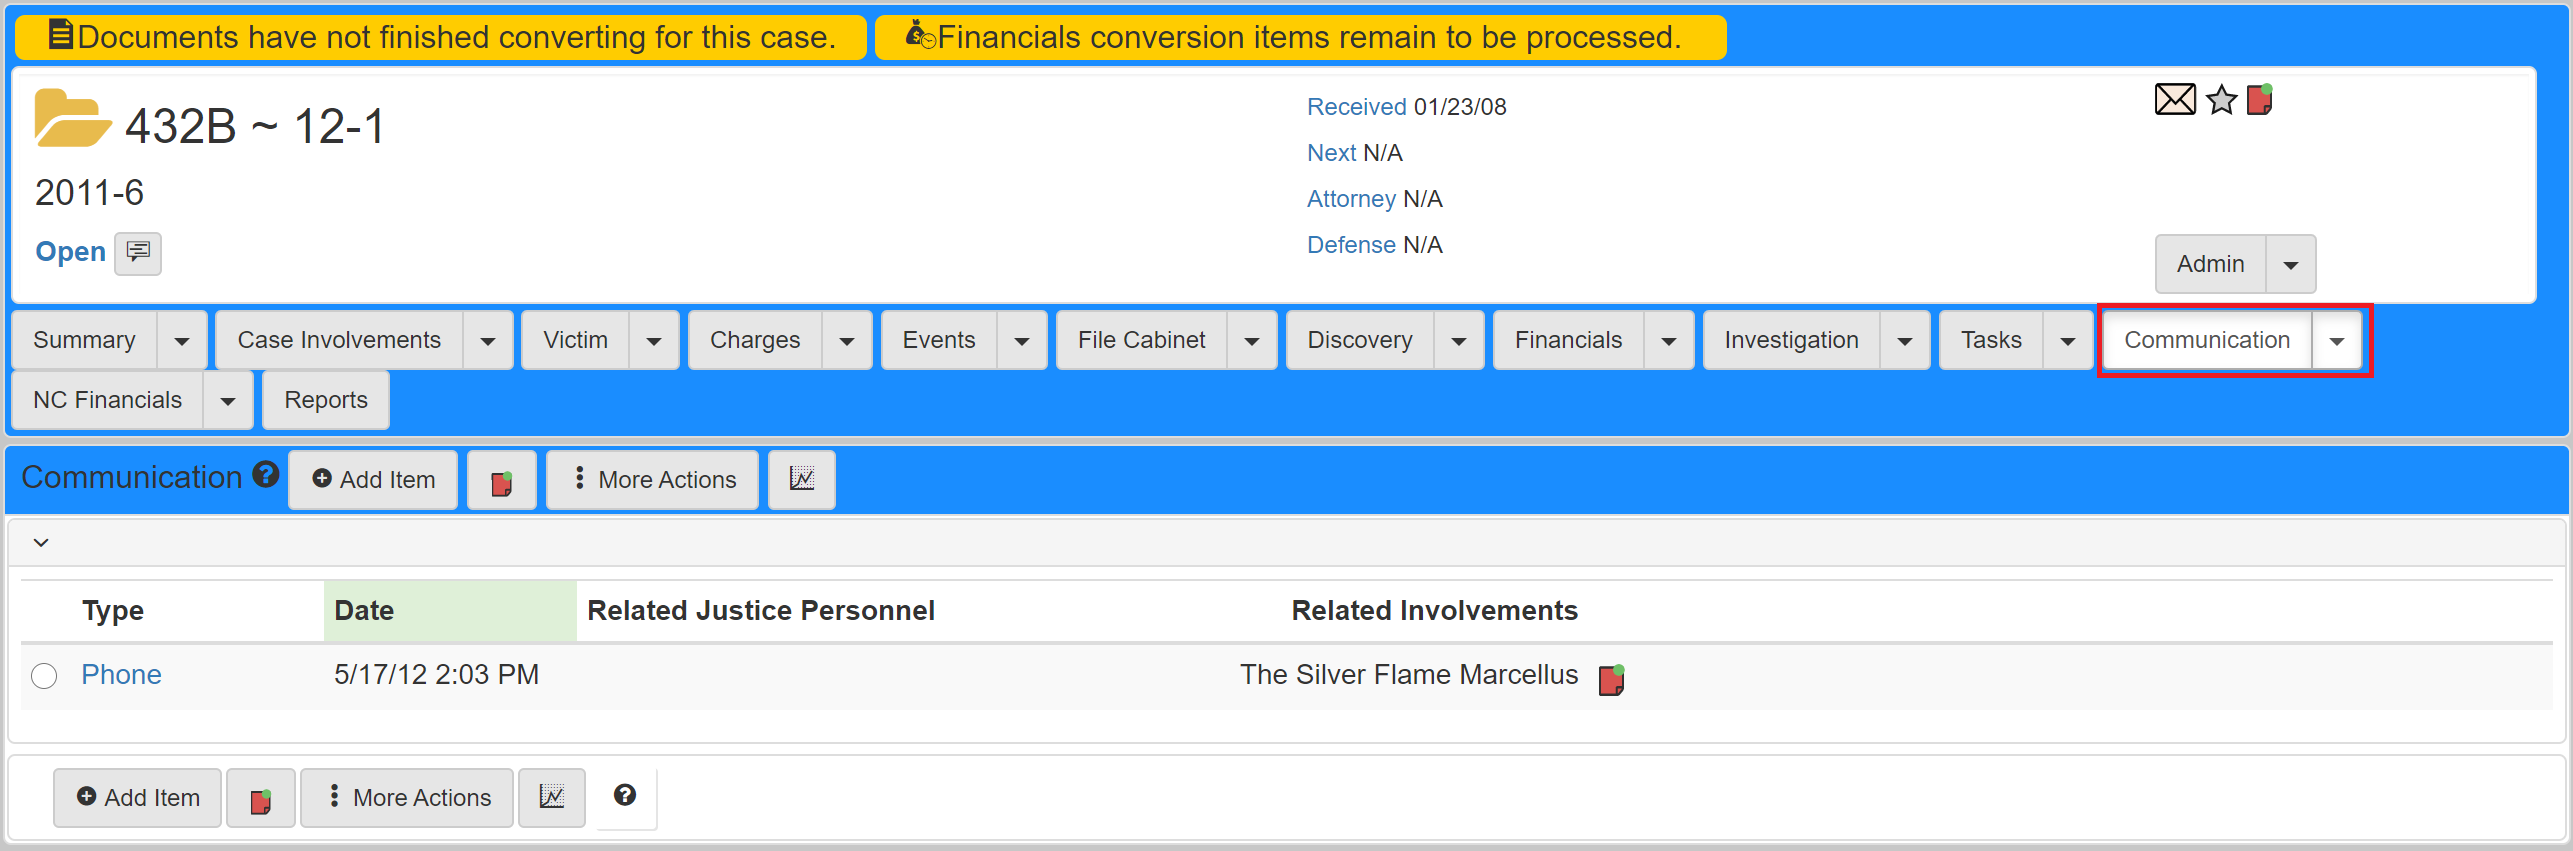 Documents have not finished converting for this case.
Financials conversion items remain to be processed.
432B ~ 12-1
2011-6
Open
Received 01/23/08
Next N/A
Attorney N/A
Defense N/A
Admin
Summary Case Involvements Victim Charges Events File Cabinet Discovery Financials Investigation Tasks Communication
NC Financials Reports
Communication ? Add Item More Actions
Type Date Related Justice Personnel Related Involvements
Phone 5/17/12 2:03 PM The Silver Flame Marcellus
Add Item More Actions ?